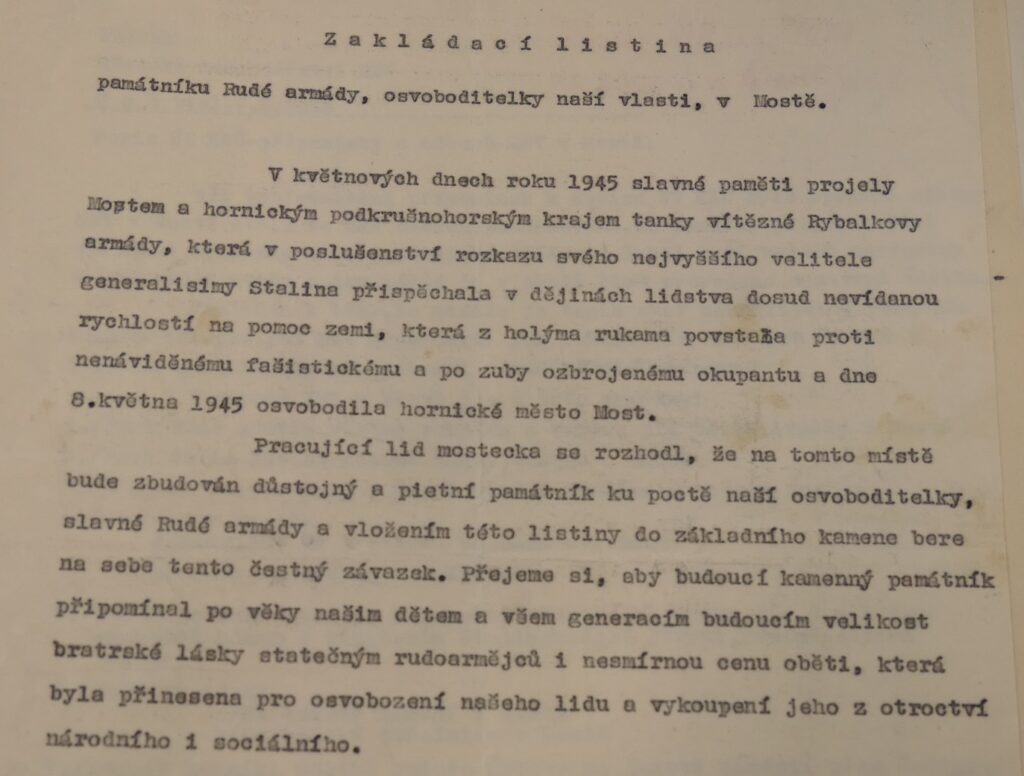 Zakládací listina
památníku Rudé armády, osvoboditelky naší vlasti, v Mostě.
V květnových dnech roku 1945 slavné paměti projely
Mostem a hornickým podkrušnohorským krajem tanky vítězné Rybalkovy
armády, která v poslušenství rozkazu svého nejvyššího velitele
generalisimy Stalina přispěchala v dějinách lidstva dosud nevídanou
rychlostí na pomoc zemi, která z holýma rukama povstala proti
nenáviděnému fašistickému a po zuby ozbrojenému okupantu a dne
8.května 1945 osvobodila hornické město Most.
Pracující lid mostecka se rozhodl, že na tomto místě
bude zbudován důstojný a pietní památník ku poctě naší osvoboditelky,
slavné Rudé armády a vložením této listiny do základního kamene bere
na sebe tento čestný závazek. Přejeme si, aby budoucí kamenný památník
připomínal po věky našim dětem a všem generacím budoucím velikost
bratrské lásky statečným rudoarmějců i nesmírnou cenu oběti, která
byla přinesena pro osvobození našeho lidu a vykoupení jeho z otroctví
národního i sociálního.